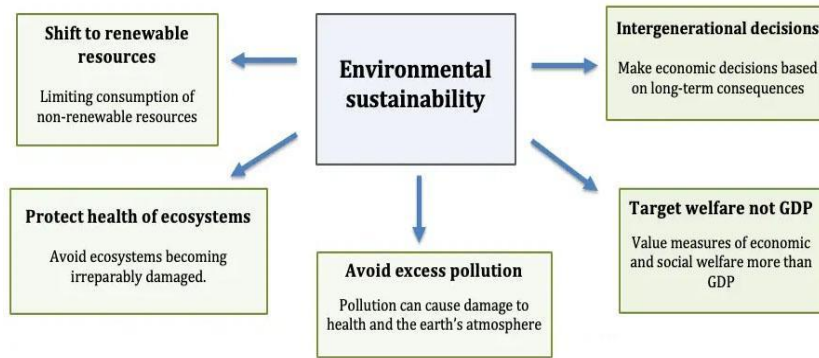 Shift to renewable
resources
Limiting consumption of
non-renewable resources
Environmental
sustainability
Intergenerational decisions
Make economic decisions based
on long-term consequences
Protect health of ecosystems
Avoid ecosystems becoming
irreparably damaged.
Avoid excess pollution
Pollution can cause damage to
health and the earth’s atmosphere
Target welfare not GDP
Value measures of economic
and social welfare more than
GDP